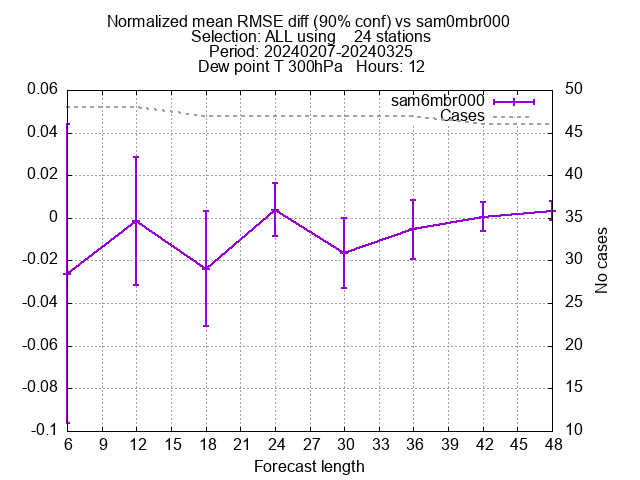 Normalized mean RMSE diff (90% conf) vs sam0mbr000
Selection: ALL using    24 stations
Period: 20240207-20240325
Dew point T 300hPa   Hours: 12
sam6mbr000
Cases
0.06
0.04
0.02
0
-0.02
-0.04
-0.06
-0.08
-0.1
50
45
40
35
30
25
20
15
10
No cases
6 9 12 15 18 21 24 27 30 33 36 39 42 45 48
Forecast length